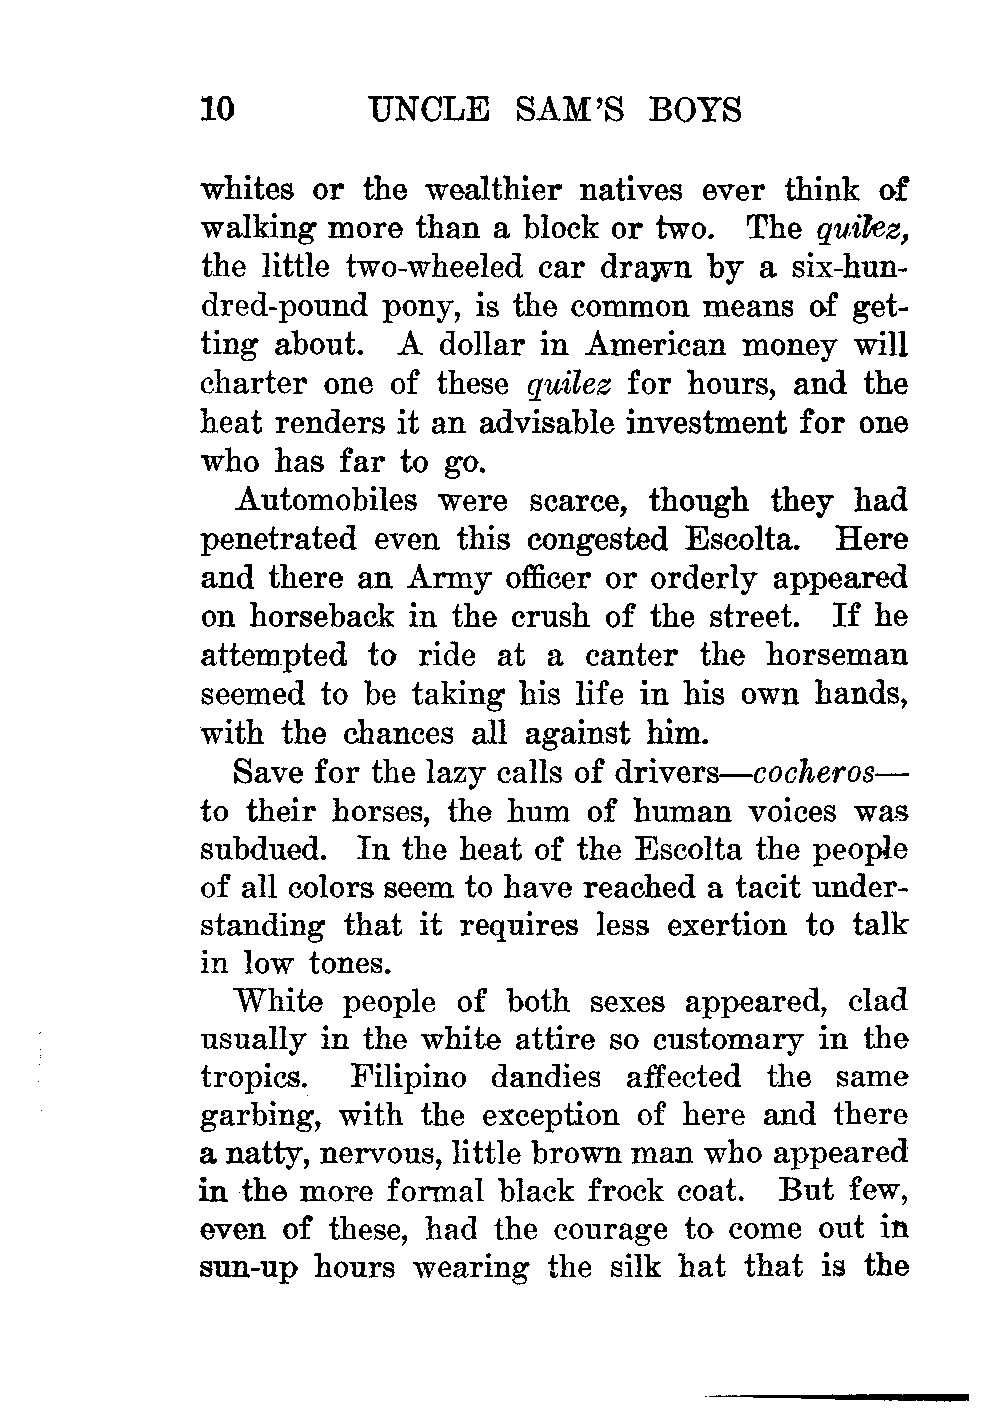 10 UNCLE SAM'S BOYS
whites or the wealthier natives ever think of
walking more than a block or two. The quilez,
the little two-wheeled car drawn by a six-hun-
dred-pound pony, is the common means of get-
ting about. A dollar in American money will
charter one of these quilez for hours, and the
heat renders it an advisable investment for one
who has far to go.
Automobiles were scarce, though they had
penetrated even this congested Escolta. Here
and there an Army officer or orderly appeared
on horseback in the crush of the street. If he
attempted to ride at a canter the horseman
seemed to be taking his life in his own hands,
with the chances all against him.
Save for the lazy calls of drivers—cocheros—
to their horses, the hum of human voices was
subdued. In the heat of the Escolta the people
of all colors seem to have reached a tacit under-
standing that it requires less exertion to talk
in low tones.
White people of both sexes appeared, clad
usually in the white attire so customary in the
tropics. Filipino dandies affected the same
garbing, with the exception of here and there
a natty, nervous, little brown man who appeared
in the more formal black frock coat. But few,
even of these, had the courage to come out in
sun-up hours wearing the silk hat that is the